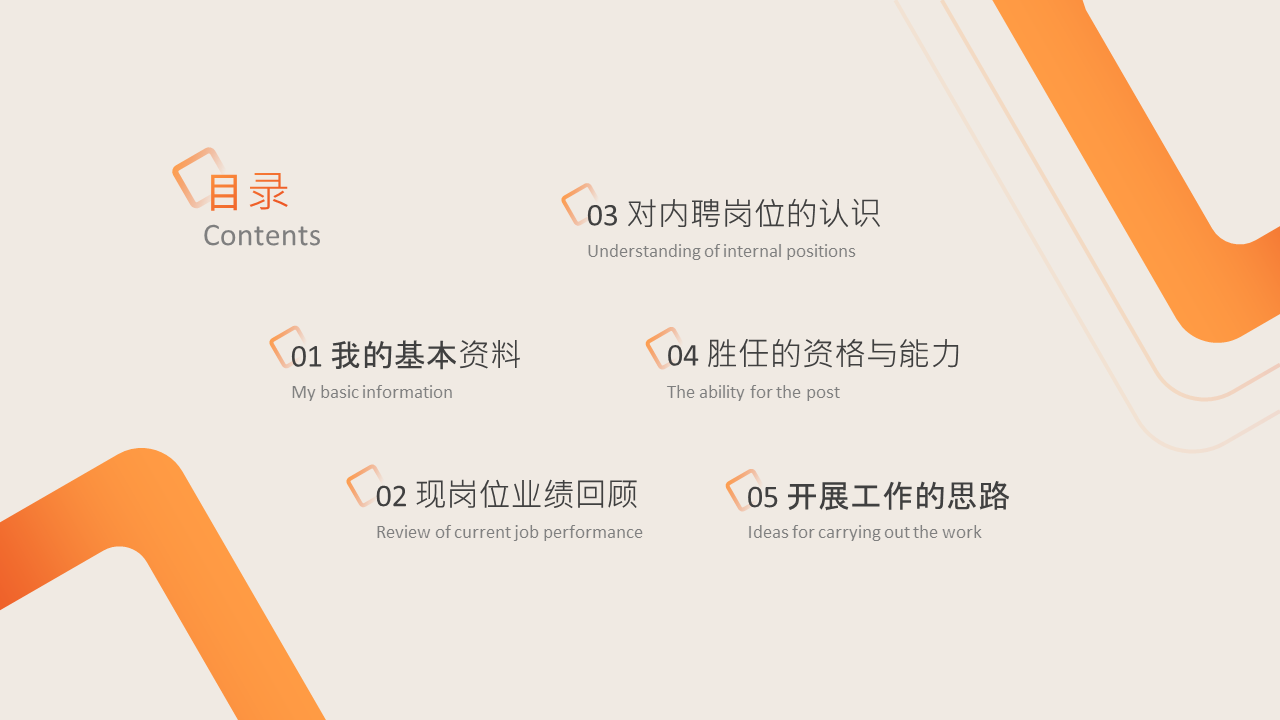 目录
Contents
01 我的基本资料
My basic information
02 现岗位业绩回顾
Review of current job performance
03 对内聘岗位的认识
Understanding of internal positions
04 胜任的资格与能力
The ability for the post
05 开展工作的思路
Ideas for carrying out the work